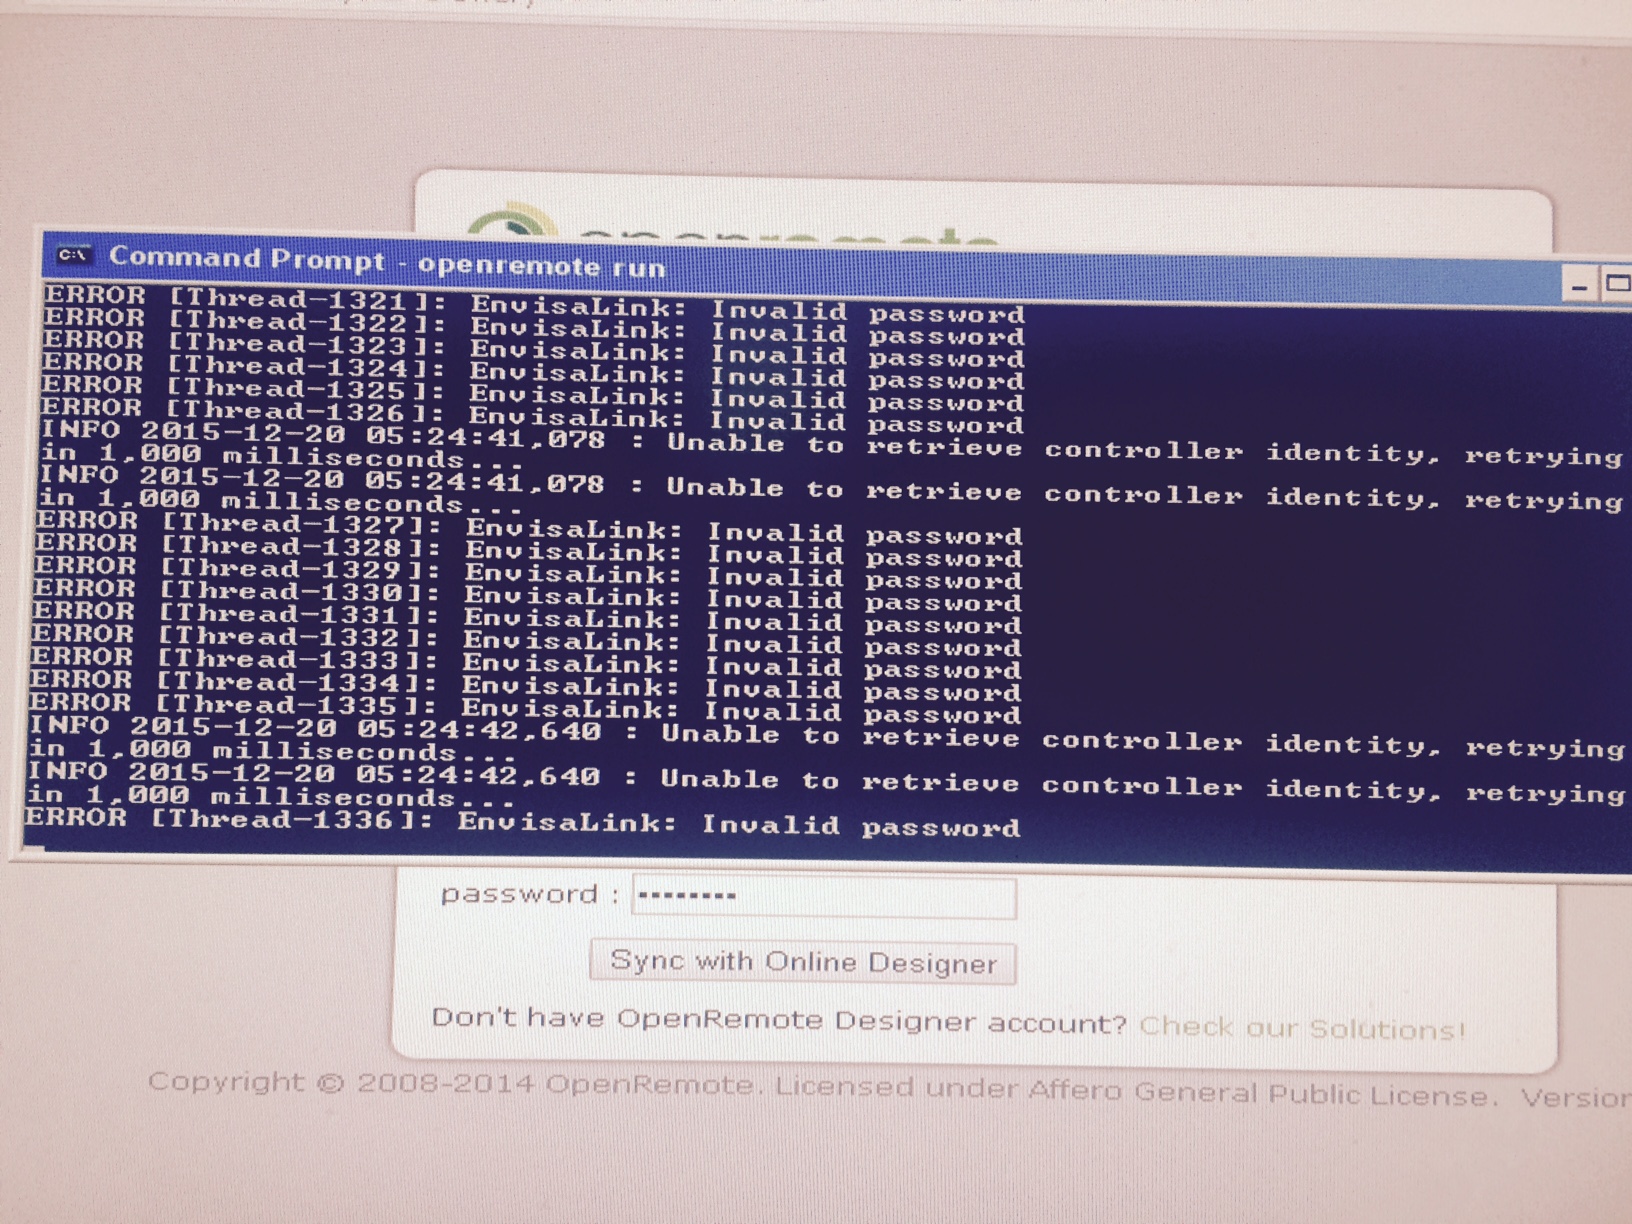 C:\ Command Prompt - openremote run
ERROR [Thread-1321]: EnvisaLink: Invalid password
ERROR [Thread-1322]: EnvisaLink: Invalid password
ERROR [Thread-1323]: EnvisaLink: Invalid password
ERROR [Thread-1324]: EnvisaLink: Invalid password
ERROR [Thread-1325]: EnvisaLink: Invalid password
ERROR [Thread-1326]: EnvisaLink: Invalid password
INFO 2015-12-20 05:24:41,078 : Unable to retrieve controller identity, retrying
in 1,000 milliseconds...
INFO 2015-12-20 05:24:41,078 : Unable to retrieve controller identity, retrying
in 1,000 milliseconds...
ERROR [Thread-1327]: EnvisaLink: Invalid password
ERROR [Thread-1328]: EnvisaLink: Invalid password
ERROR [Thread-1329]: EnvisaLink: Invalid password
ERROR [Thread-1330]: EnvisaLink: Invalid password
ERROR [Thread-1331]: EnvisaLink: Invalid password
ERROR [Thread-1332]: EnvisaLink: Invalid password
ERROR [Thread-1333]: EnvisaLink: Invalid password
ERROR [Thread-1334]: EnvisaLink: Invalid password
ERROR [Thread-1335]: EnvisaLink: Invalid password
INFO 2015-12-20 05:24:42,640 : Unable to retrieve controller identity, retrying
in 1,000 milliseconds...
INFO 2015-12-20 05:24:42,640 : Unable to retrieve controller identity, retrying
in 1,000 milliseconds...
ERROR [Thread-1336]: EnvisaLink: Invalid password
password :
Sync with Online Designer
Don't have OpenRemote Designer account? Check our Solutions!
Copyright © 2008-2014 OpenRemote. Licensed under Affero General Public License. Version